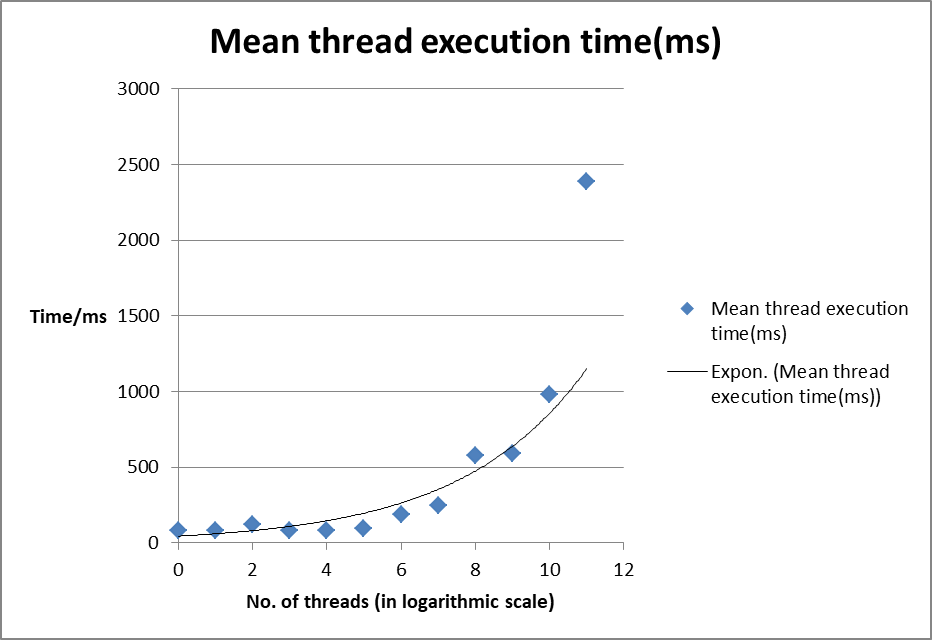 Mean thread execution time(ms)
3000
2500
2000
Time/ms 1500
1000
500
0
0 2 4 6 8 10 12
No. of threads (in logarithmic scale)
Mean thread execution
time(ms)
Expon. (Mean thread
execution time(ms))